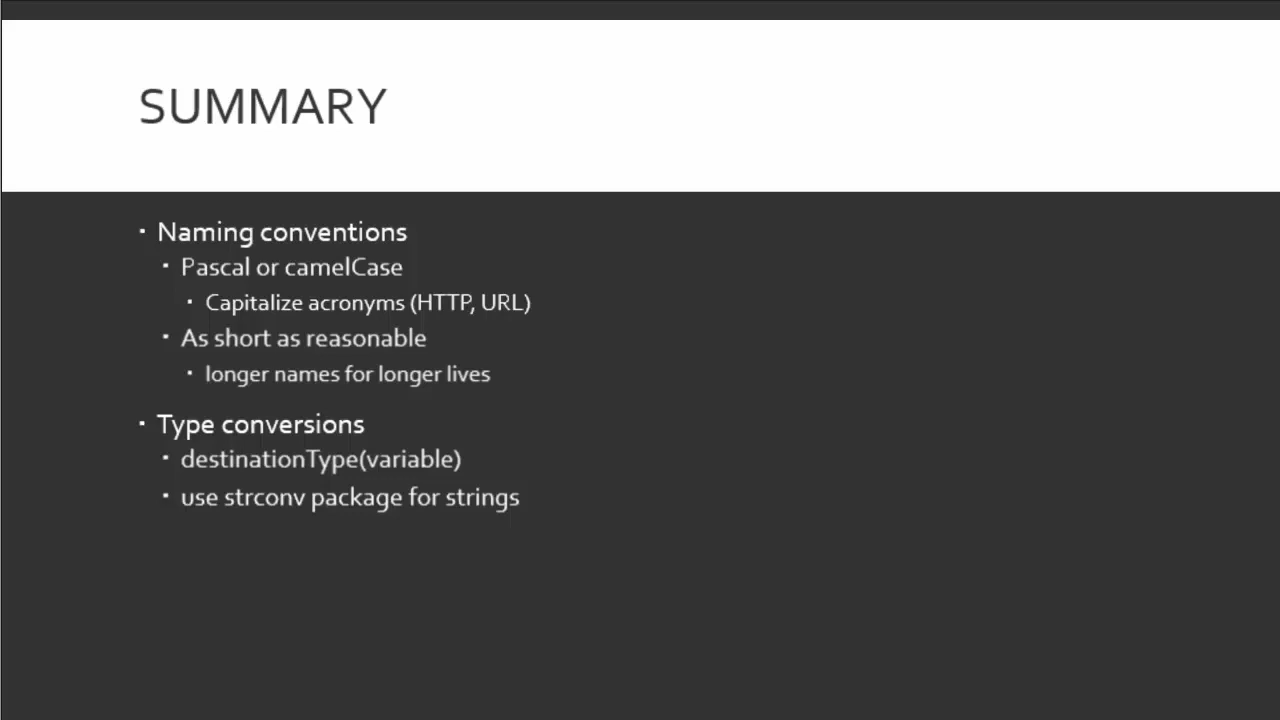 SUMMARY
Naming conventions
Pascal or camelCase
Capitalize acronyms (HTTP, URL)
As short as reasonable
longer names for longer lives
Type conversions
destinationType(variable)
use strconv package for strings